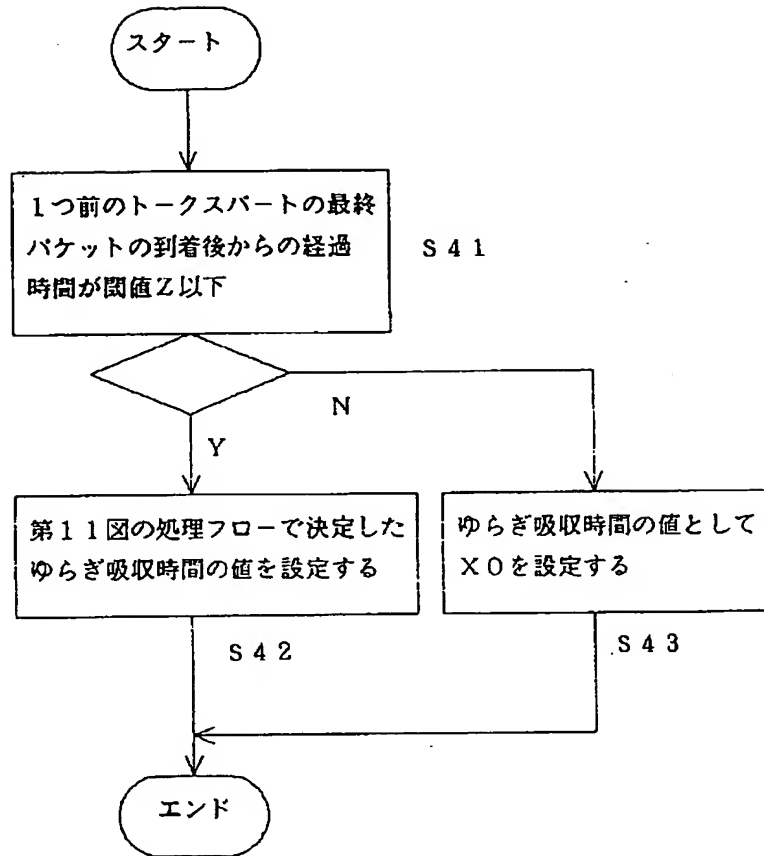 スタート
1つ前のトークスパートの最終
パケットの到着後からの経過
時間が閾値Z以下
S41
N
Y
第11図の処理フローで決定した
ゆらぎ吸収時間の値を設定する
ゆらぎ吸収時間の値として
X0を設定する
S42
S43
エンド